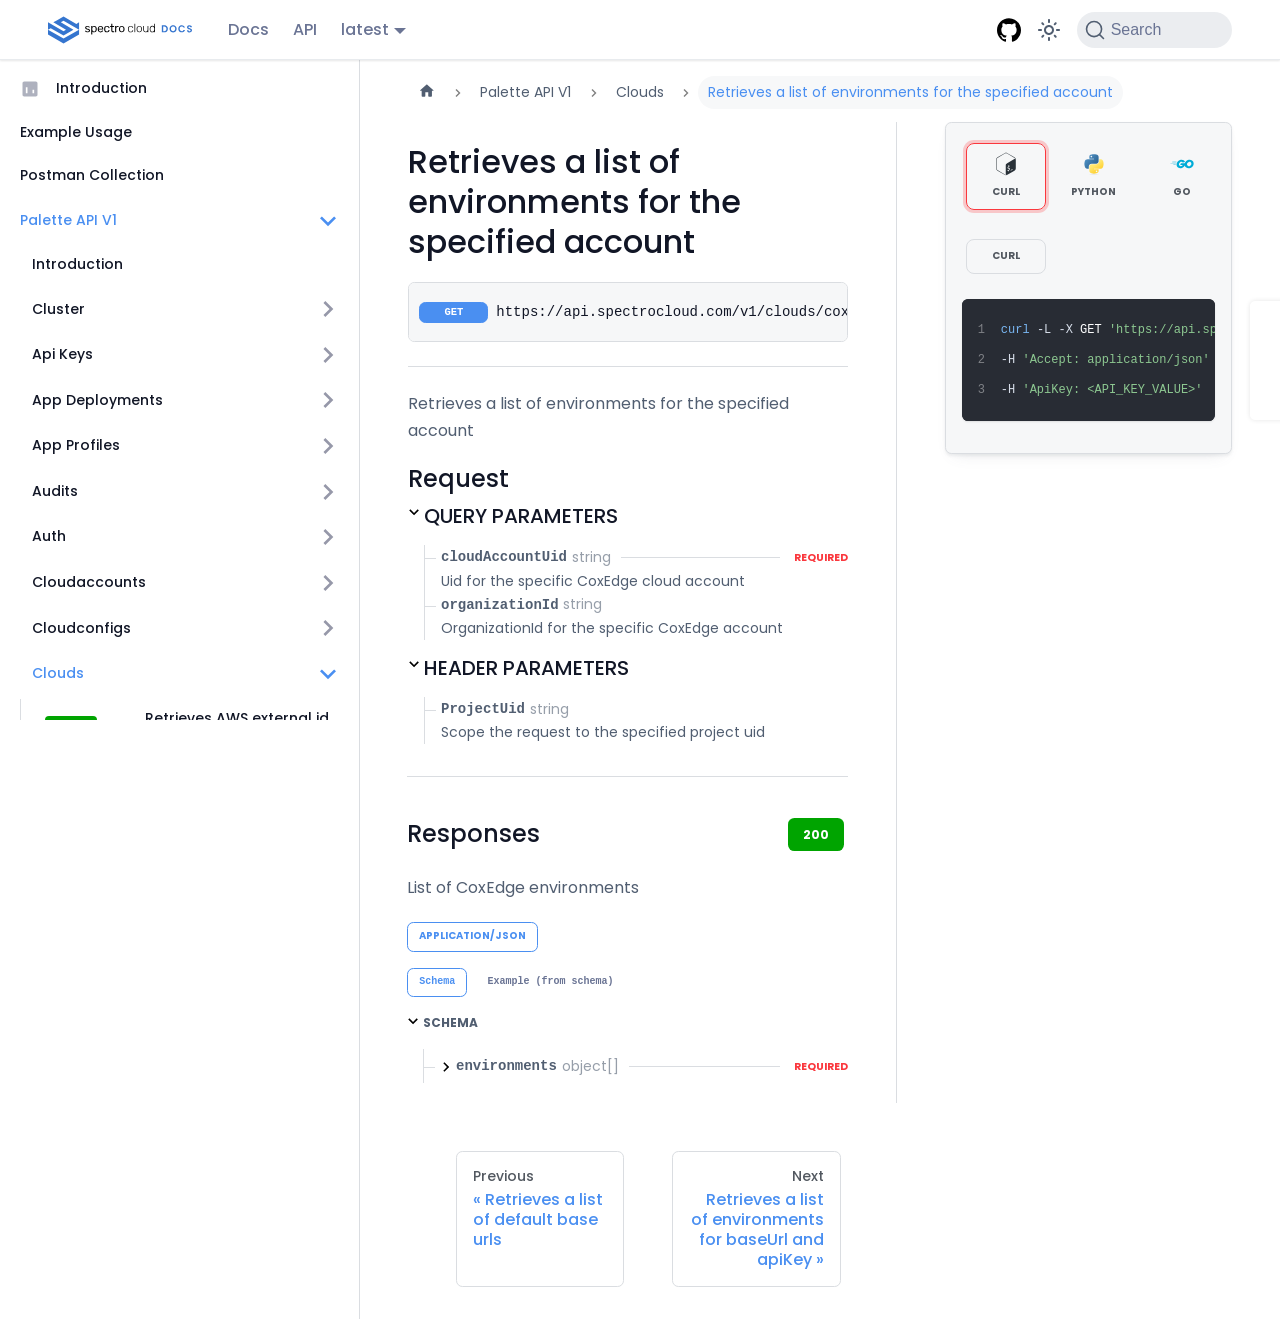 spectro cloud DOCS
Docs
API
latest
Search
Introduction
Example Usage
Postman Collection
Palette API V1
Introduction
Cluster
Api Keys
App Deployments
App Profiles
Audits
Auth
Cloudaccounts
Cloudconfigs
Clouds
Retrieves AWS external id
Palette API V1
Clouds
Retrieves a list of environments for the specified account
Retrieves a list of
environments for the
specified account
GET https://api.spectrocloud.com/v1/clouds/cox
Retrieves a list of environments for the specified
account
Request
QUERY PARAMETERS
cloudAccountUid string REQUIRED
Uid for the specific CoxEdge cloud account
organizationId string
OrganizationId for the specific CoxEdge account
HEADER PARAMETERS
ProjectUid string
Scope the request to the specified project uid
Responses
200
List of CoxEdge environments
APPLICATION/JSON
Schema
Example (from schema)
SCHEMA
environments object[] REQUIRED
Previous
« Retrieves a list
of default base
urls
Next
Retrieves a list
of environments
for baseUrl and
apiKey »
CURL
PYTHON
GO
CURL
1 curl -L -X GET 'https://api.sp
2 -H 'Accept: application/json'
3 -H 'ApiKey: <API_KEY_VALUE>'